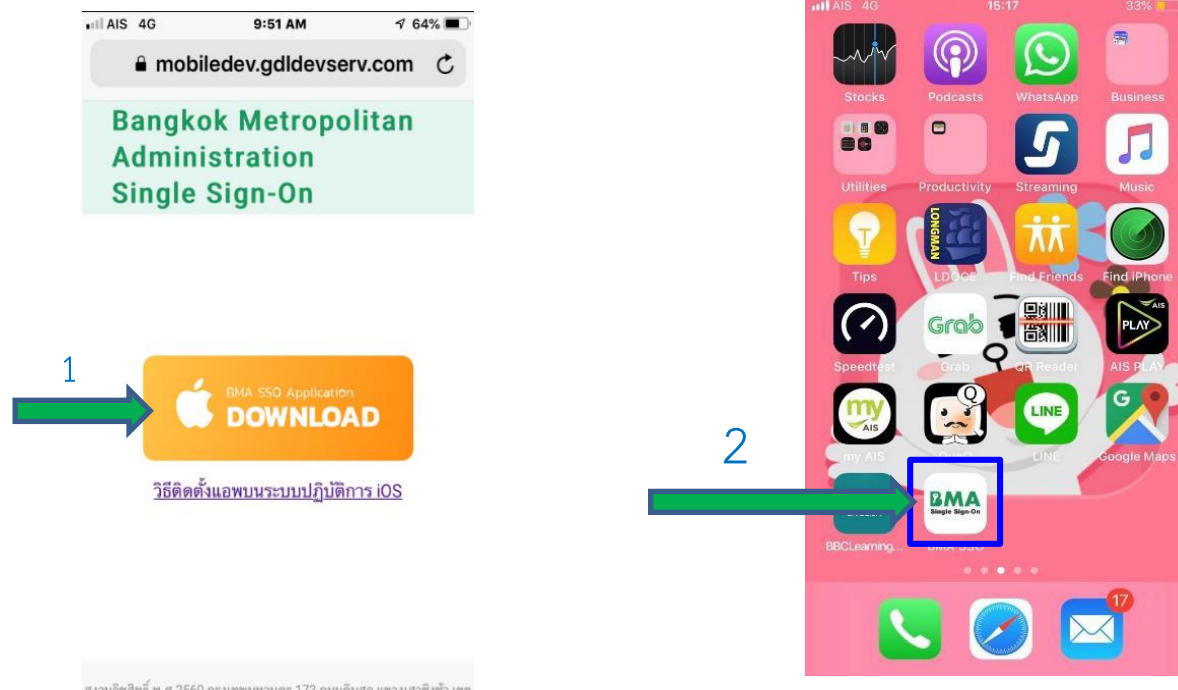 AIS 4G 9:51 AM 64%
mobiledev.gdldevserv.com
Bangkok Metropolitan
Administration
Single Sign-On
1
BMA SSO Application
DOWNLOAD
วิธีติดตั้งแอพบนระบบปฏิบัติการ iOS
2
AIS 4G 15:17 33%
Stocks Podcasts WhatsApp Business
Utilities Productivity Streaming Music
T
LONGMAN
Tips LDOCE Find Friends Find iPhone
Grab
AIS
PLAY
Speedtest Grab QR Reader AIS PLAY
my
AIS
Q
LINE
G
my AIS LINE Google Maps
BMA
Single Sign-On
BBCLearning... BMA SSO
17